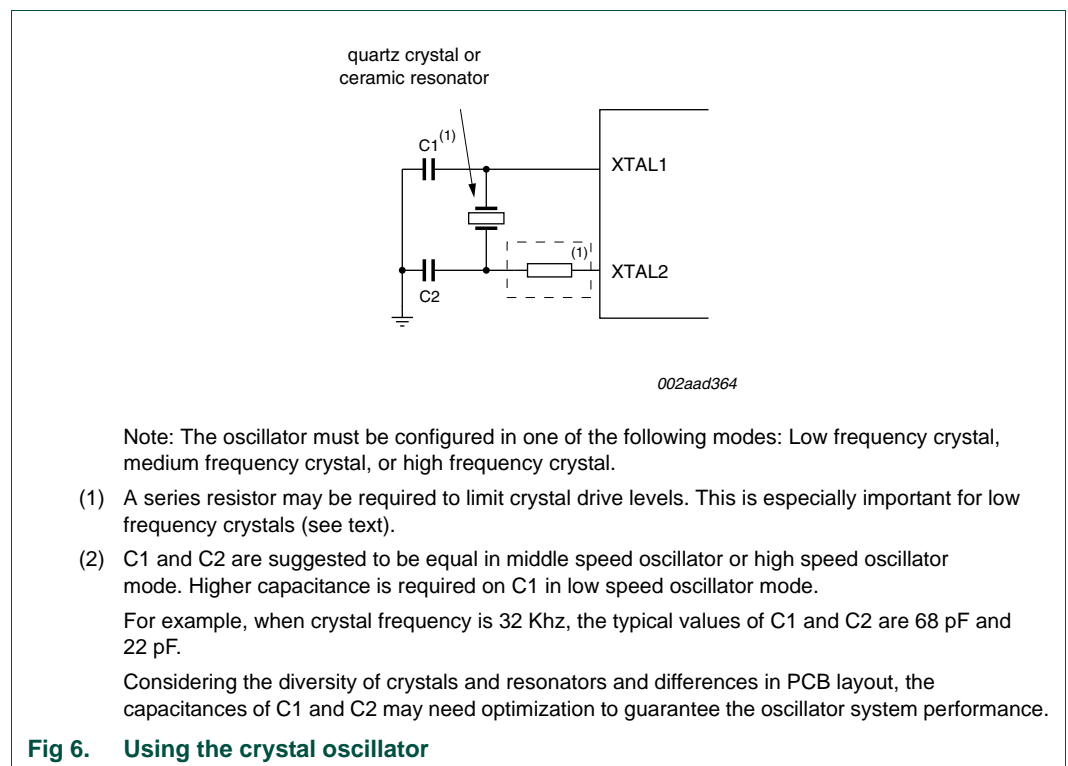 quartz crystal or
ceramic resonator
C1(1)
XTAL1
(1)
XTAL2
C2
002aad364
Note: The oscillator must be configured in one of the following modes: Low frequency crystal,
medium frequency crystal, or high frequency crystal.
(1) A series resistor may be required to limit crystal drive levels. This is especially important for low
frequency crystals (see text).
(2) C1 and C2 are suggested to be equal in middle speed oscillator or high speed oscillator
mode. Higher capacitance is required on C1 in low speed oscillator mode.
For example, when crystal frequency is 32 Khz, the typical values of C1 and C2 are 68 pF and
22 pF.
Considering the diversity of crystals and resonators and differences in PCB layout, the
capacitances of C1 and C2 may need optimization to guarantee the oscillator system performance.
Fig 6. Using the crystal oscillator